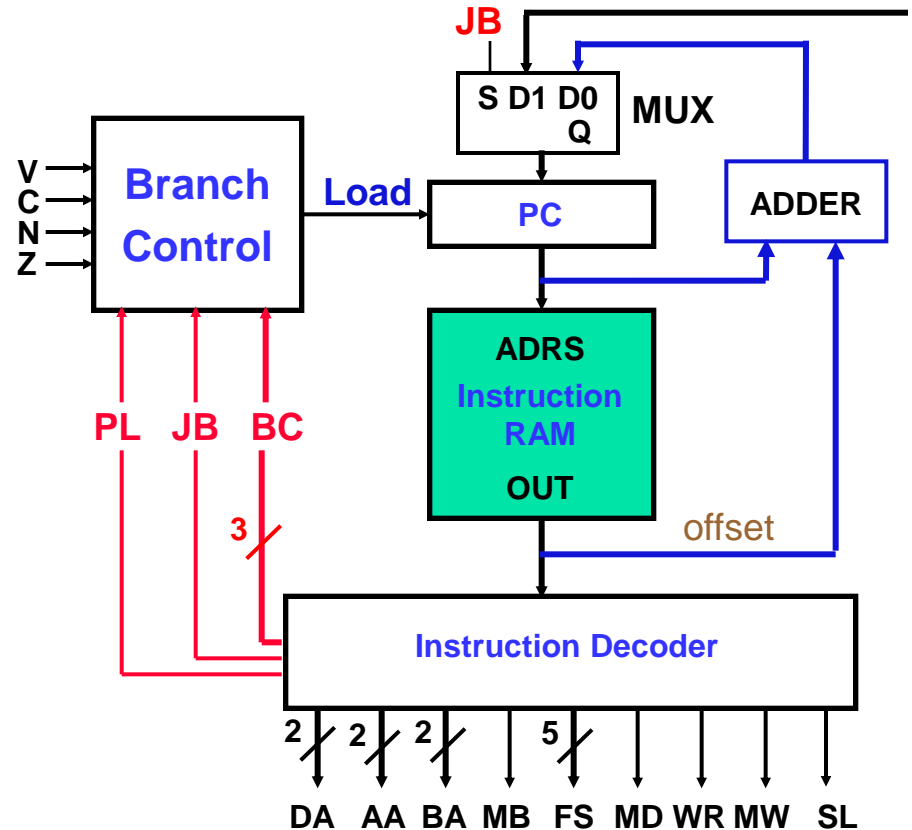 JB
S D1 D0
Q
MUX
V
C
N
Z
Branch
Control
Load
PC
ADDER
ADRS
Instruction
RAM
OUT
PL JB BC
3
offset
Instruction Decoder
2 2 2 5
DA AA BA MB FS MD WR MW SL